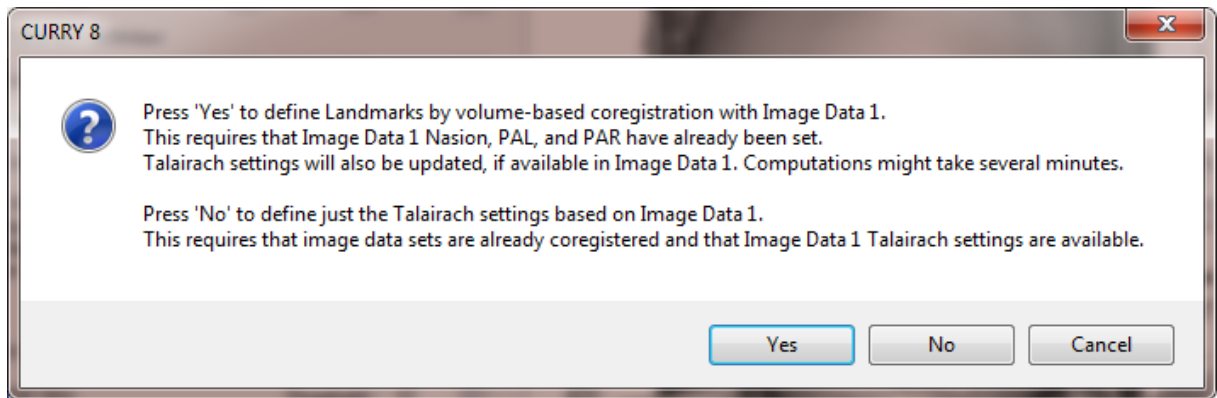 CURRY 8
Press 'Yes' to define Landmarks by volume-based coregistration with Image Data 1.
This requires that Image Data 1 Nasion, PAL, and PAR have already been set.
Talairach settings will also be updated, if available in Image Data 1. Computations might take several minutes.
Press 'No' to define just the Talairach settings based on Image Data 1.
This requires that image data sets are already coregistered and that Image Data 1 Talairach settings are available.
Yes No Cancel